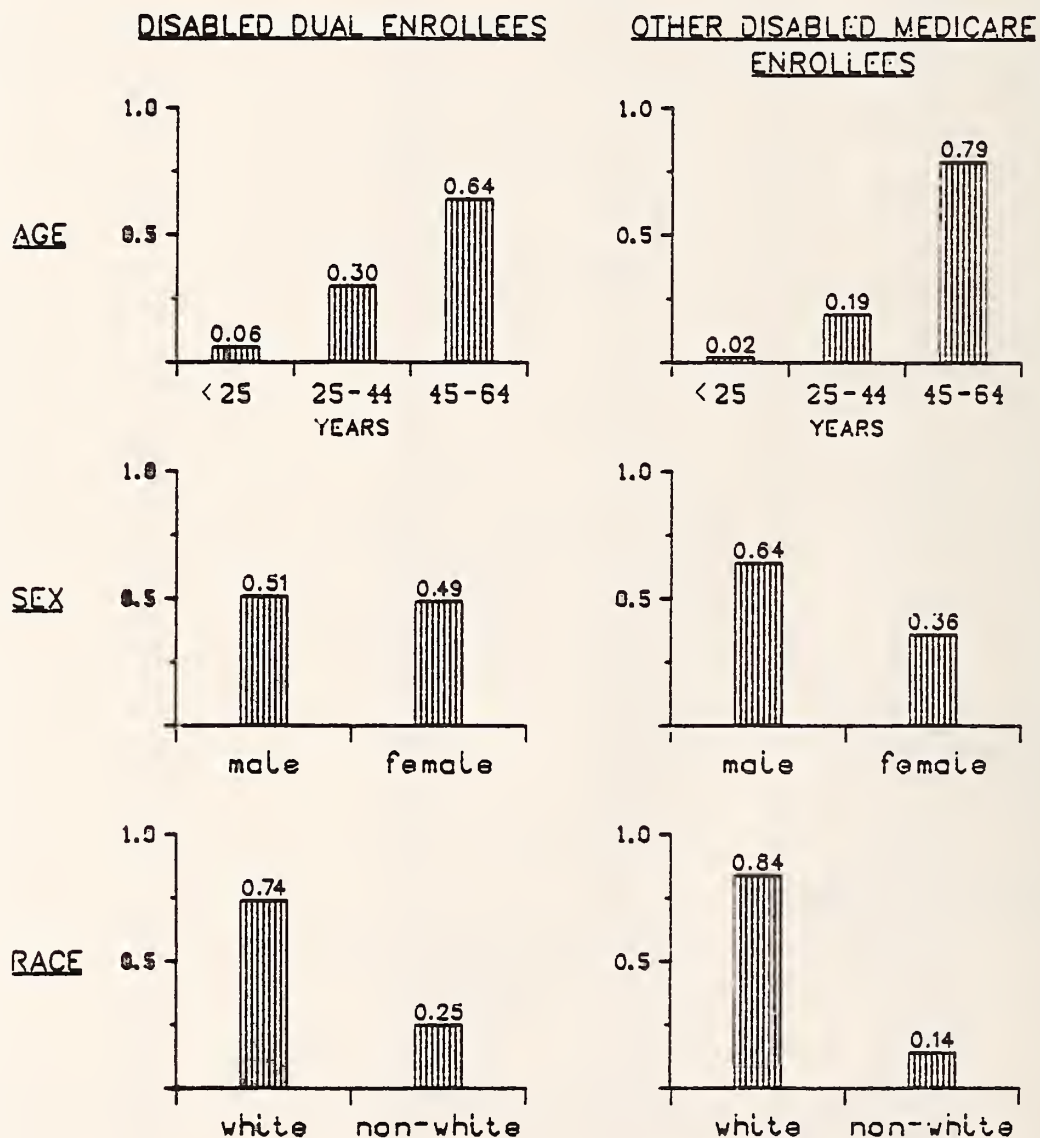 DISABLED DUAL ENROLLEES
OTHER DISABLED MEDICARE
ENROLLEES
AGE
1.0
0.5
0.06
0.30
0.64
<25
25-44
45-64
YEARS
1.0
0.5
0.02
0.19
0.79
<25
25-44
45-64
YEARS
SEX
1.0
0.5
0.51
0.49
male
female
1.0
0.5
0.64
0.36
male
female
RACE
1.0
0.5
0.74
0.25
white
non-white
1.0
0.5
0.84
0.14
white
non-white